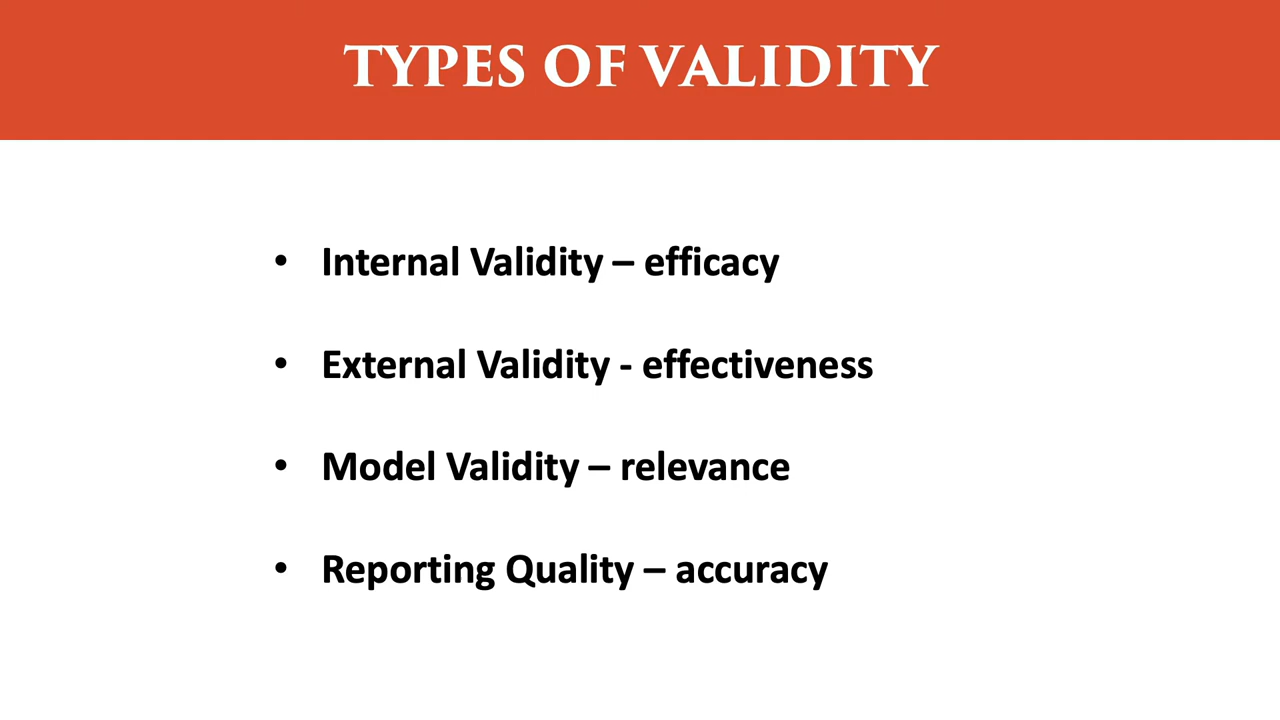 TYPES OF VALIDITY
• Internal Validity – efficacy
• External Validity - effectiveness
• Model Validity – relevance
• Reporting Quality – accuracy